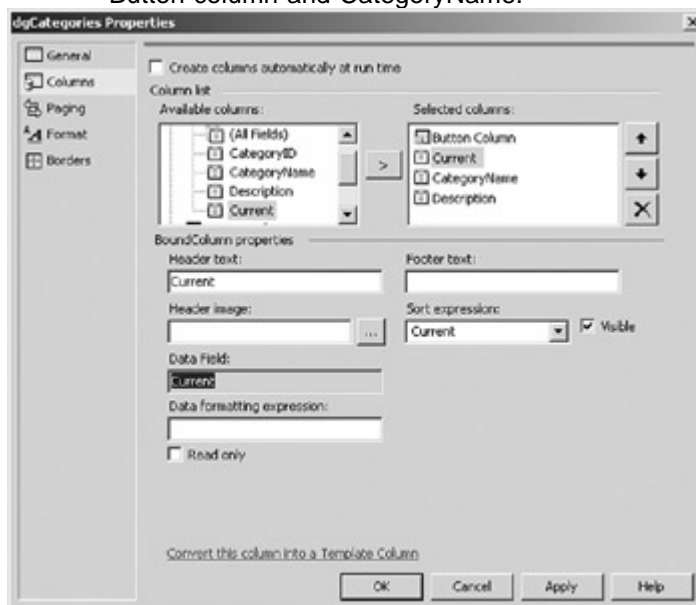 Button column and CategoryName.
dgCategories Properties
General
Columns
Paging
Format
Borders
Create columns automatically at run time
Column list
Available columns:
Selected columns:
(All Fields)
CategoryID
CategoryName
Description
Current
>
Button Column
Current
CategoryName
Description
BoundColumn properties
Header text:
Footer text:
Current
Header image:
Sort expression:
...
Current
Visible
Data Field:
Current
Data formatting expression:
Read only
Convert this column into a Template Column
OK
Cancel
Apply
Help